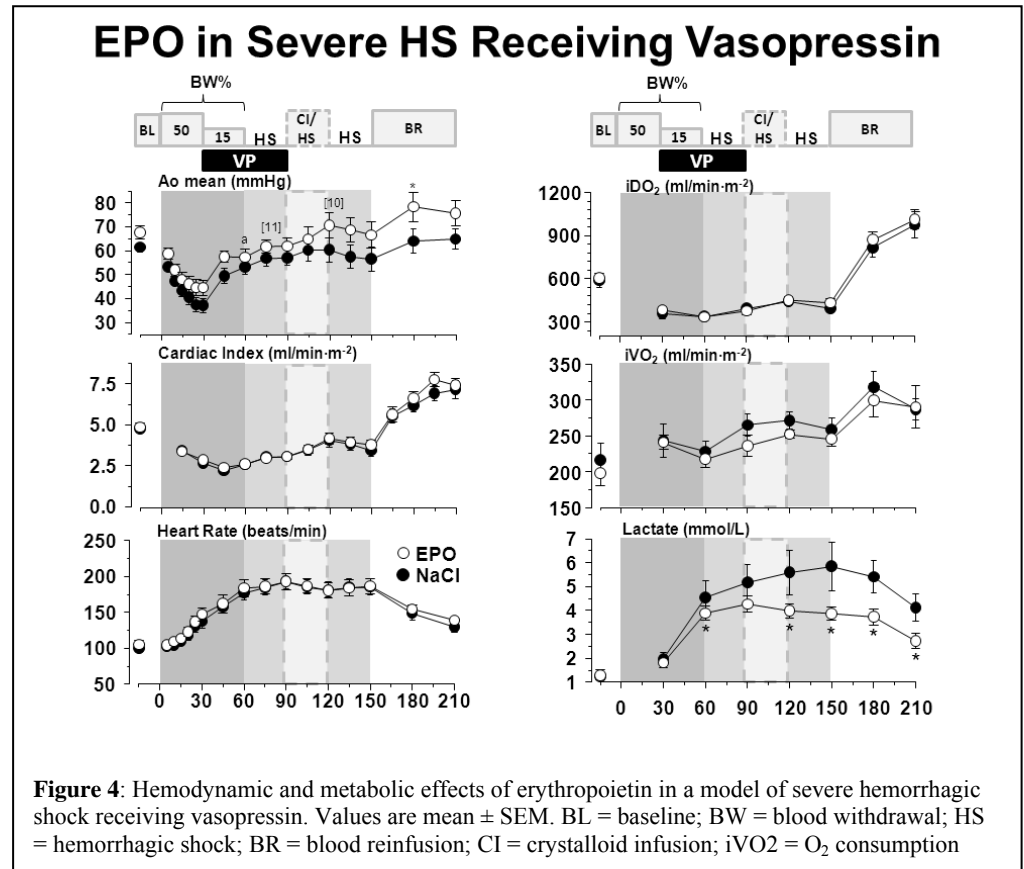 EPO in Severe HS Receiving Vasopressin
BW%
BL 50 15 HS CI/ HS HS BR
VP
Ao mean (mmHg)
80
70
60
50
40
30
a
[11]
[10]
*
Cardiac Index (ml/min·m-2)
7.5
5.0
2.5
0.0
Heart Rate (beats/min)
250
200
150
100
50
EPO
NaCl
0 30 60 90 120 150 180 210
BW%
BL 50 15 HS CI/ HS HS BR
VP
iDO2 (ml/min·m-2)
1200
900
600
300
iVO2 (ml/min·m-2)
350
300
250
200
150
Lactate (mmol/L)
7
6
5
4
3
2
1
* * * * *
0 30 60 90 120 150 180 210
Figure 4: Hemodynamic and metabolic effects of erythropoietin in a model of severe hemorrhagic
shock receiving vasopressin. Values are mean ± SEM. BL = baseline; BW = blood withdrawal; HS
= hemorrhagic shock; BR = blood reinfusion; CI = crystalloid infusion; iVO2 = O2 consumption